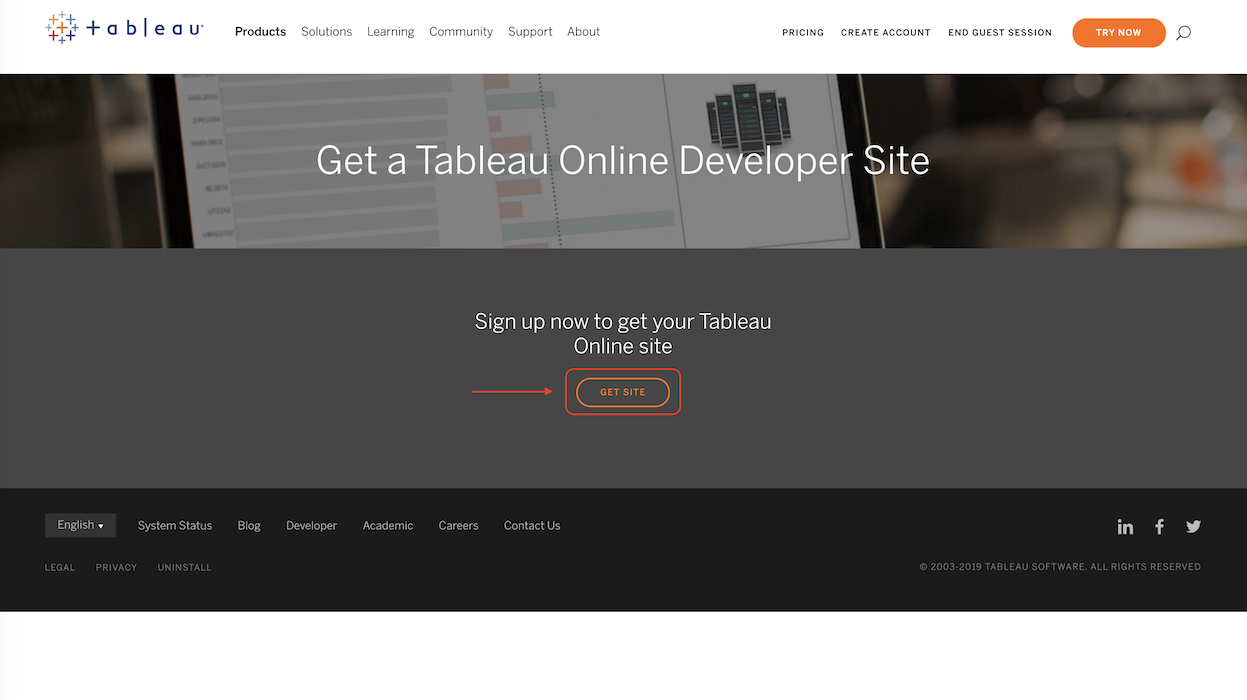 tableau
Products Solutions Learning Community Support About
PRICING CREATE ACCOUNT END GUEST SESSION TRY NOW
Get a Tableau Online Developer Site
Sign up now to get your Tableau
Online site
GET SITE
English System Status Blog Developer Academic Careers Contact Us
LEGAL PRIVACY UNINSTALL
© 2003-2019 TABLEAU SOFTWARE. ALL RIGHTS RESERVED